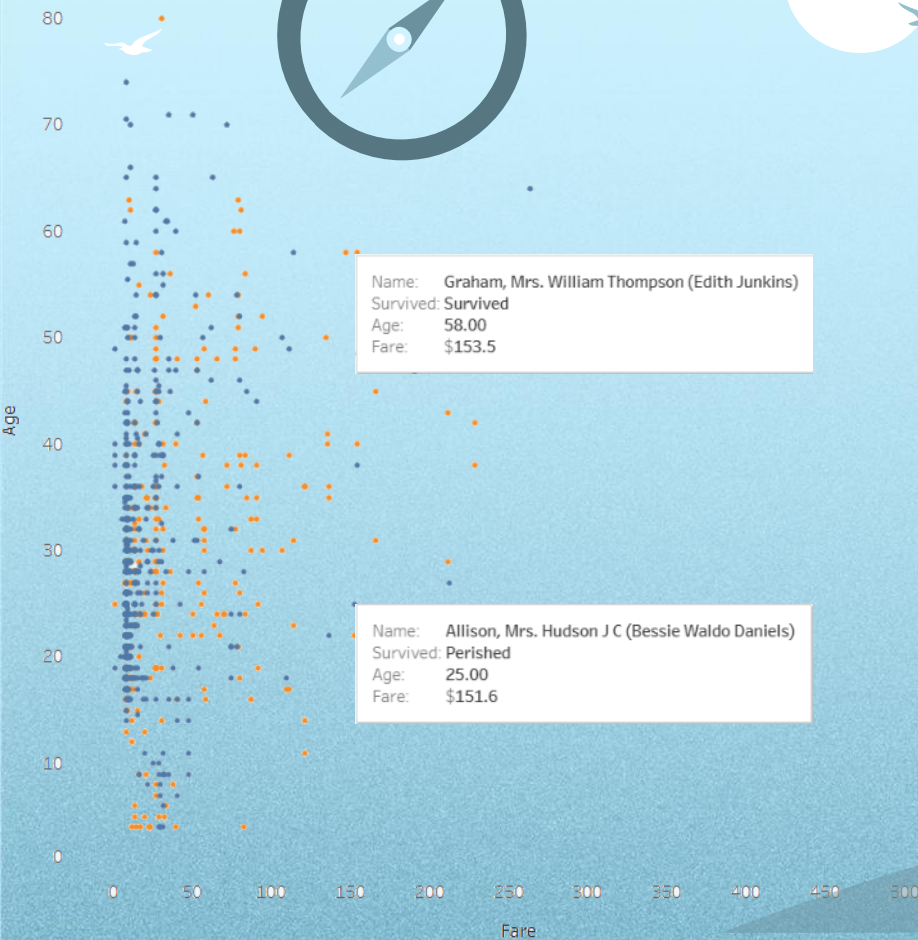 80
70
60
Name: Graham, Mrs. William Thompson (Edith Junkins)
Survived: Survived
Age: 58.00
Fare: $153.5
50
Age
40
30
Name: Allison, Mrs. Hudson J C (Bessie Waldo Daniels)
Survived: Perished
Age: 25.00
Fare: $151.6
20
10
0
0 50 100 150 200 250 300 350 400 450 500
Fare